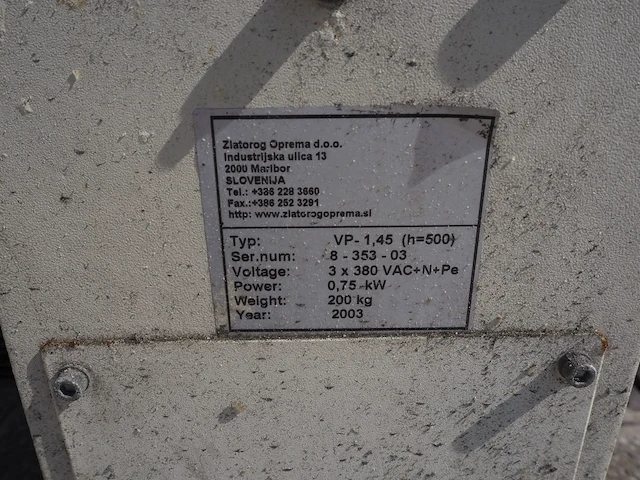 Zlatorog Oprema d.o.o.
Industrijska ulica 13
2000 Maribor
SLOVENIJA
Tel.: +386 228 3660
Fax.:+386 252 3291
http: www.zlatorogoprema.si
Typ: VP- 1,45 (h=500)
Ser.num: 8 - 353 - 03
Voltage: 3 x 380 VAC+N+Pe
Power: 0,75 kW
Weight: 200 kg
Year: 2003